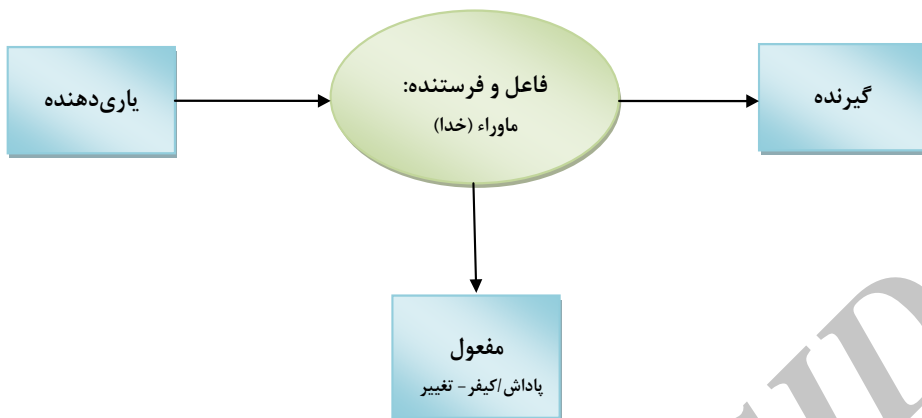 فاعل و فرستنده:
ماوراء (خدا)
گیرنده
یاری‌دهنده
مفعول
پاداش/کیفر – تغییر